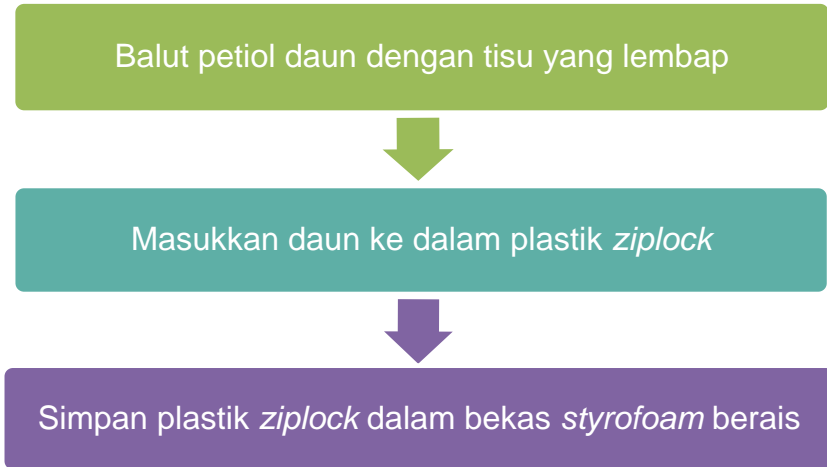 Balut petiol daun dengan tisu yang lembap
Masukkan daun ke dalam plastik ziplock
Simpan plastik ziplock dalam bekas styrofoam berais